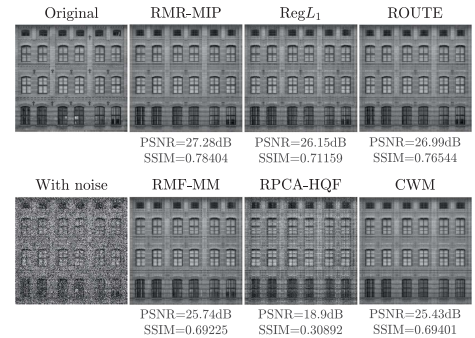 Original RMR-MIP RegL₁ ROUTE
PSNR=27.28dB PSNR=26.15dB PSNR=26.99dB
SSIM=0.78404 SSIM=0.71159 SSIM=0.76544
With noise RMF-MM RPCA-HQF CWM
PSNR=25.74dB PSNR=18.9dB PSNR=25.43dB
SSIM=0.69225 SSIM=0.30892 SSIM=0.69401